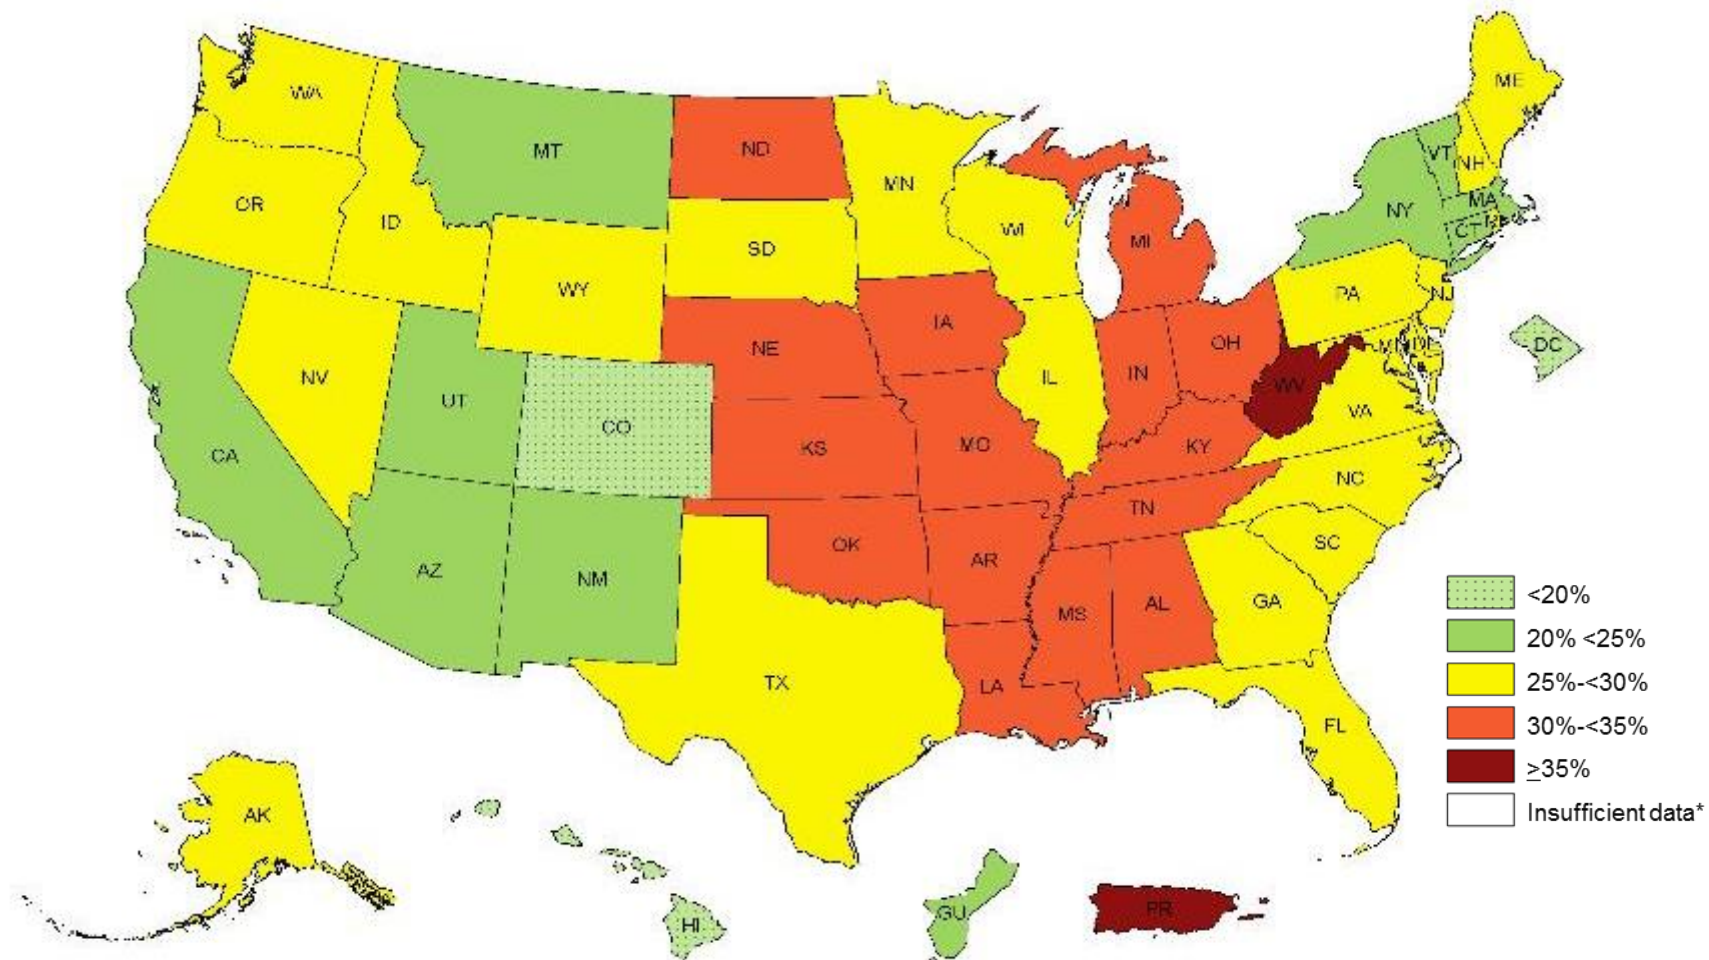 ME
WA
MT
ND
MN
VT
NH
MA
OR
ID
SD
WI
MI
NY
CT
WY
PA
NJ
IA
NE
OH
DC
NV
IL
IN
UT
WV
VA
CO
KS
MO
KY
CA
NC
TN
OK
AR
SC
AZ
NM
MS
AL
GA
LA
TX
FL
AK
HI
GU
PR
<20%
20% <25%
25%-<30%
30%-<35%
≥35%
Insufficient data*